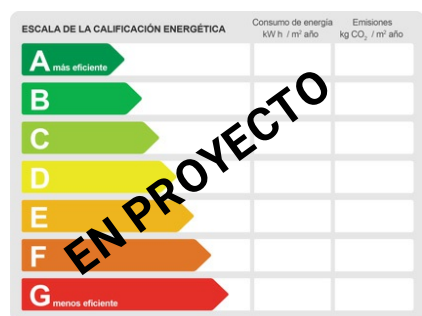 ESCALA DE LA CALIFICACIÓN ENERGÉTICA
Consumo de energía
kW h / m² año
Emisiones
kg CO₂ / m² año
A más eficiente
B
C
D
E
F
G menos eficiente
EN PROYECTO